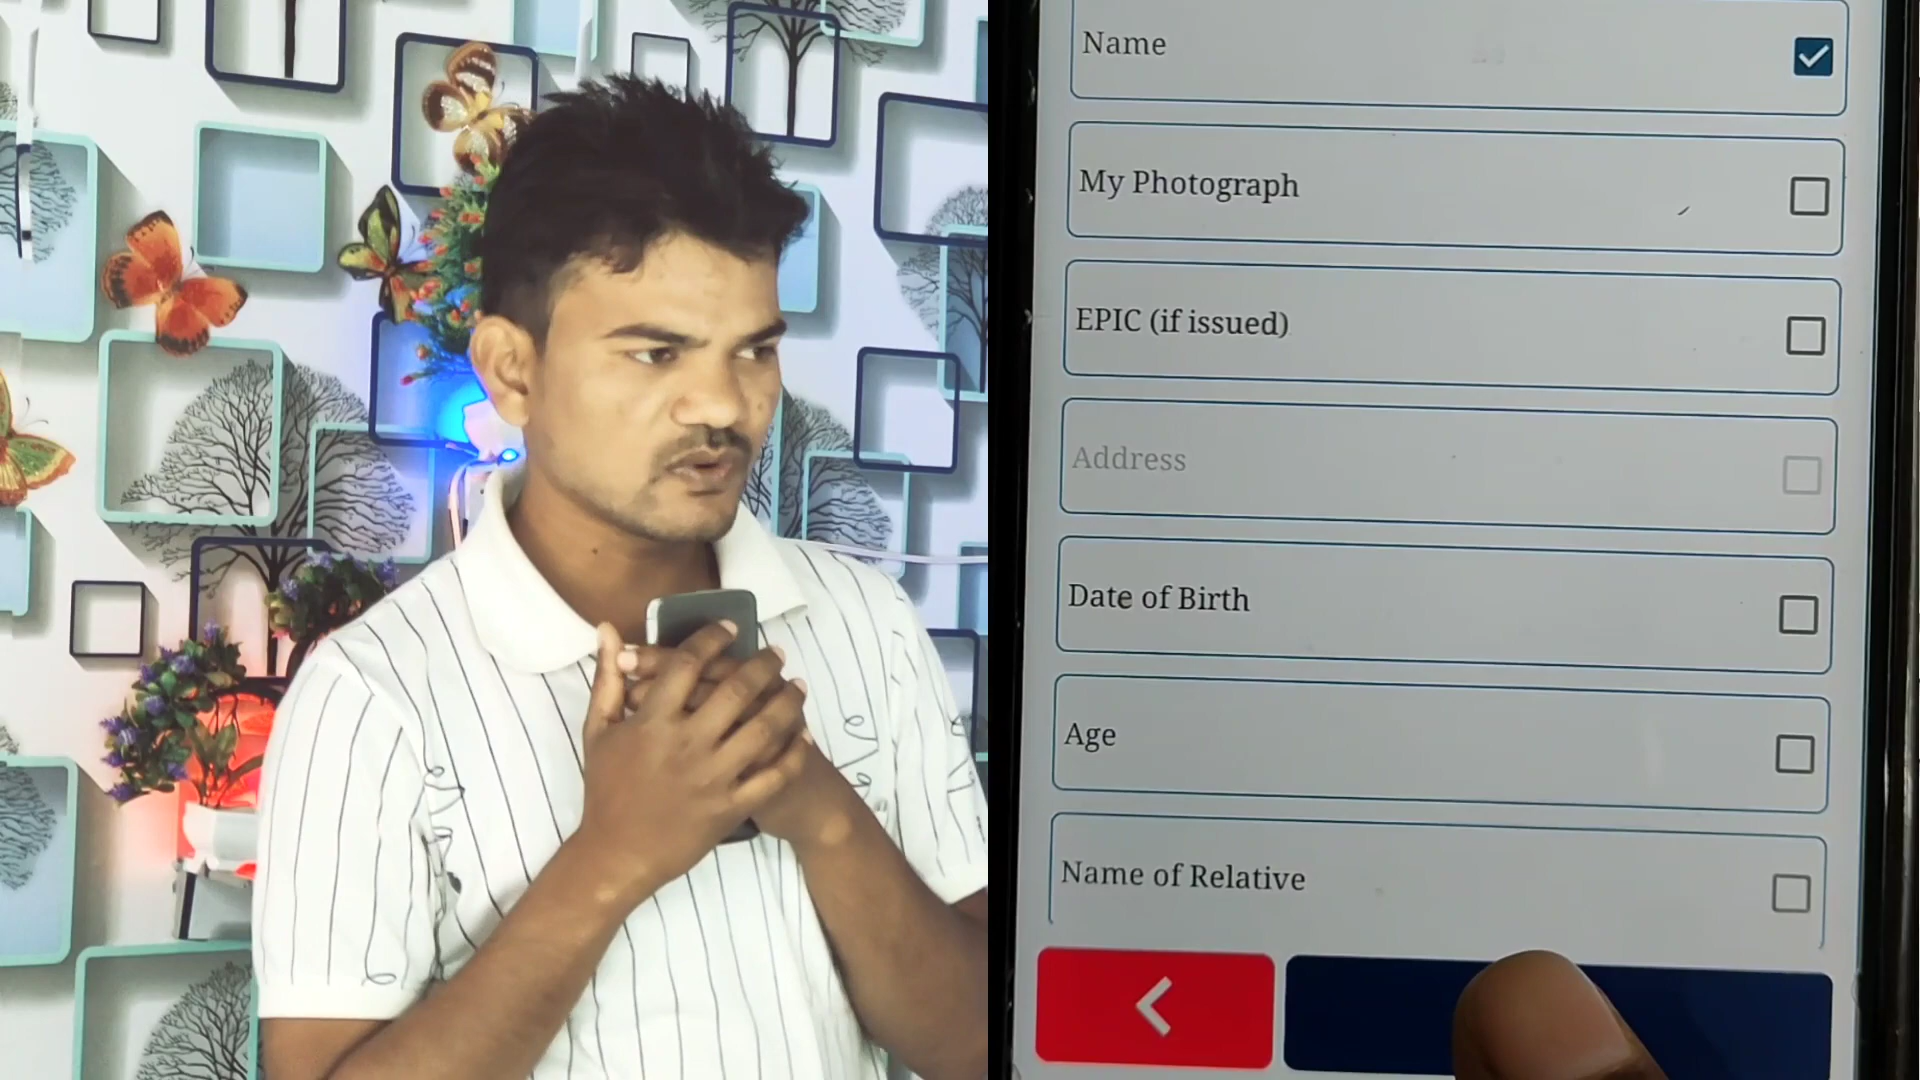 Name
My Photograph
EPIC (if issued)
Address
Date of Birth
Age
Name of Relative